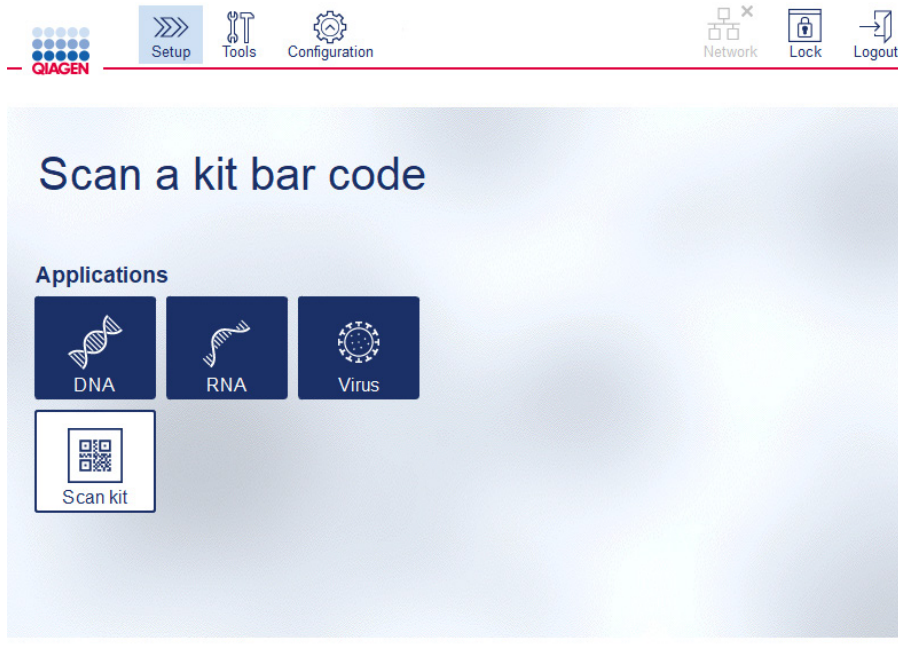 QIAGEN
Setup
Tools
Configuration
Network
Lock
Logout
Scan a kit bar code
Applications
DNA
RNA
Virus
Scan kit